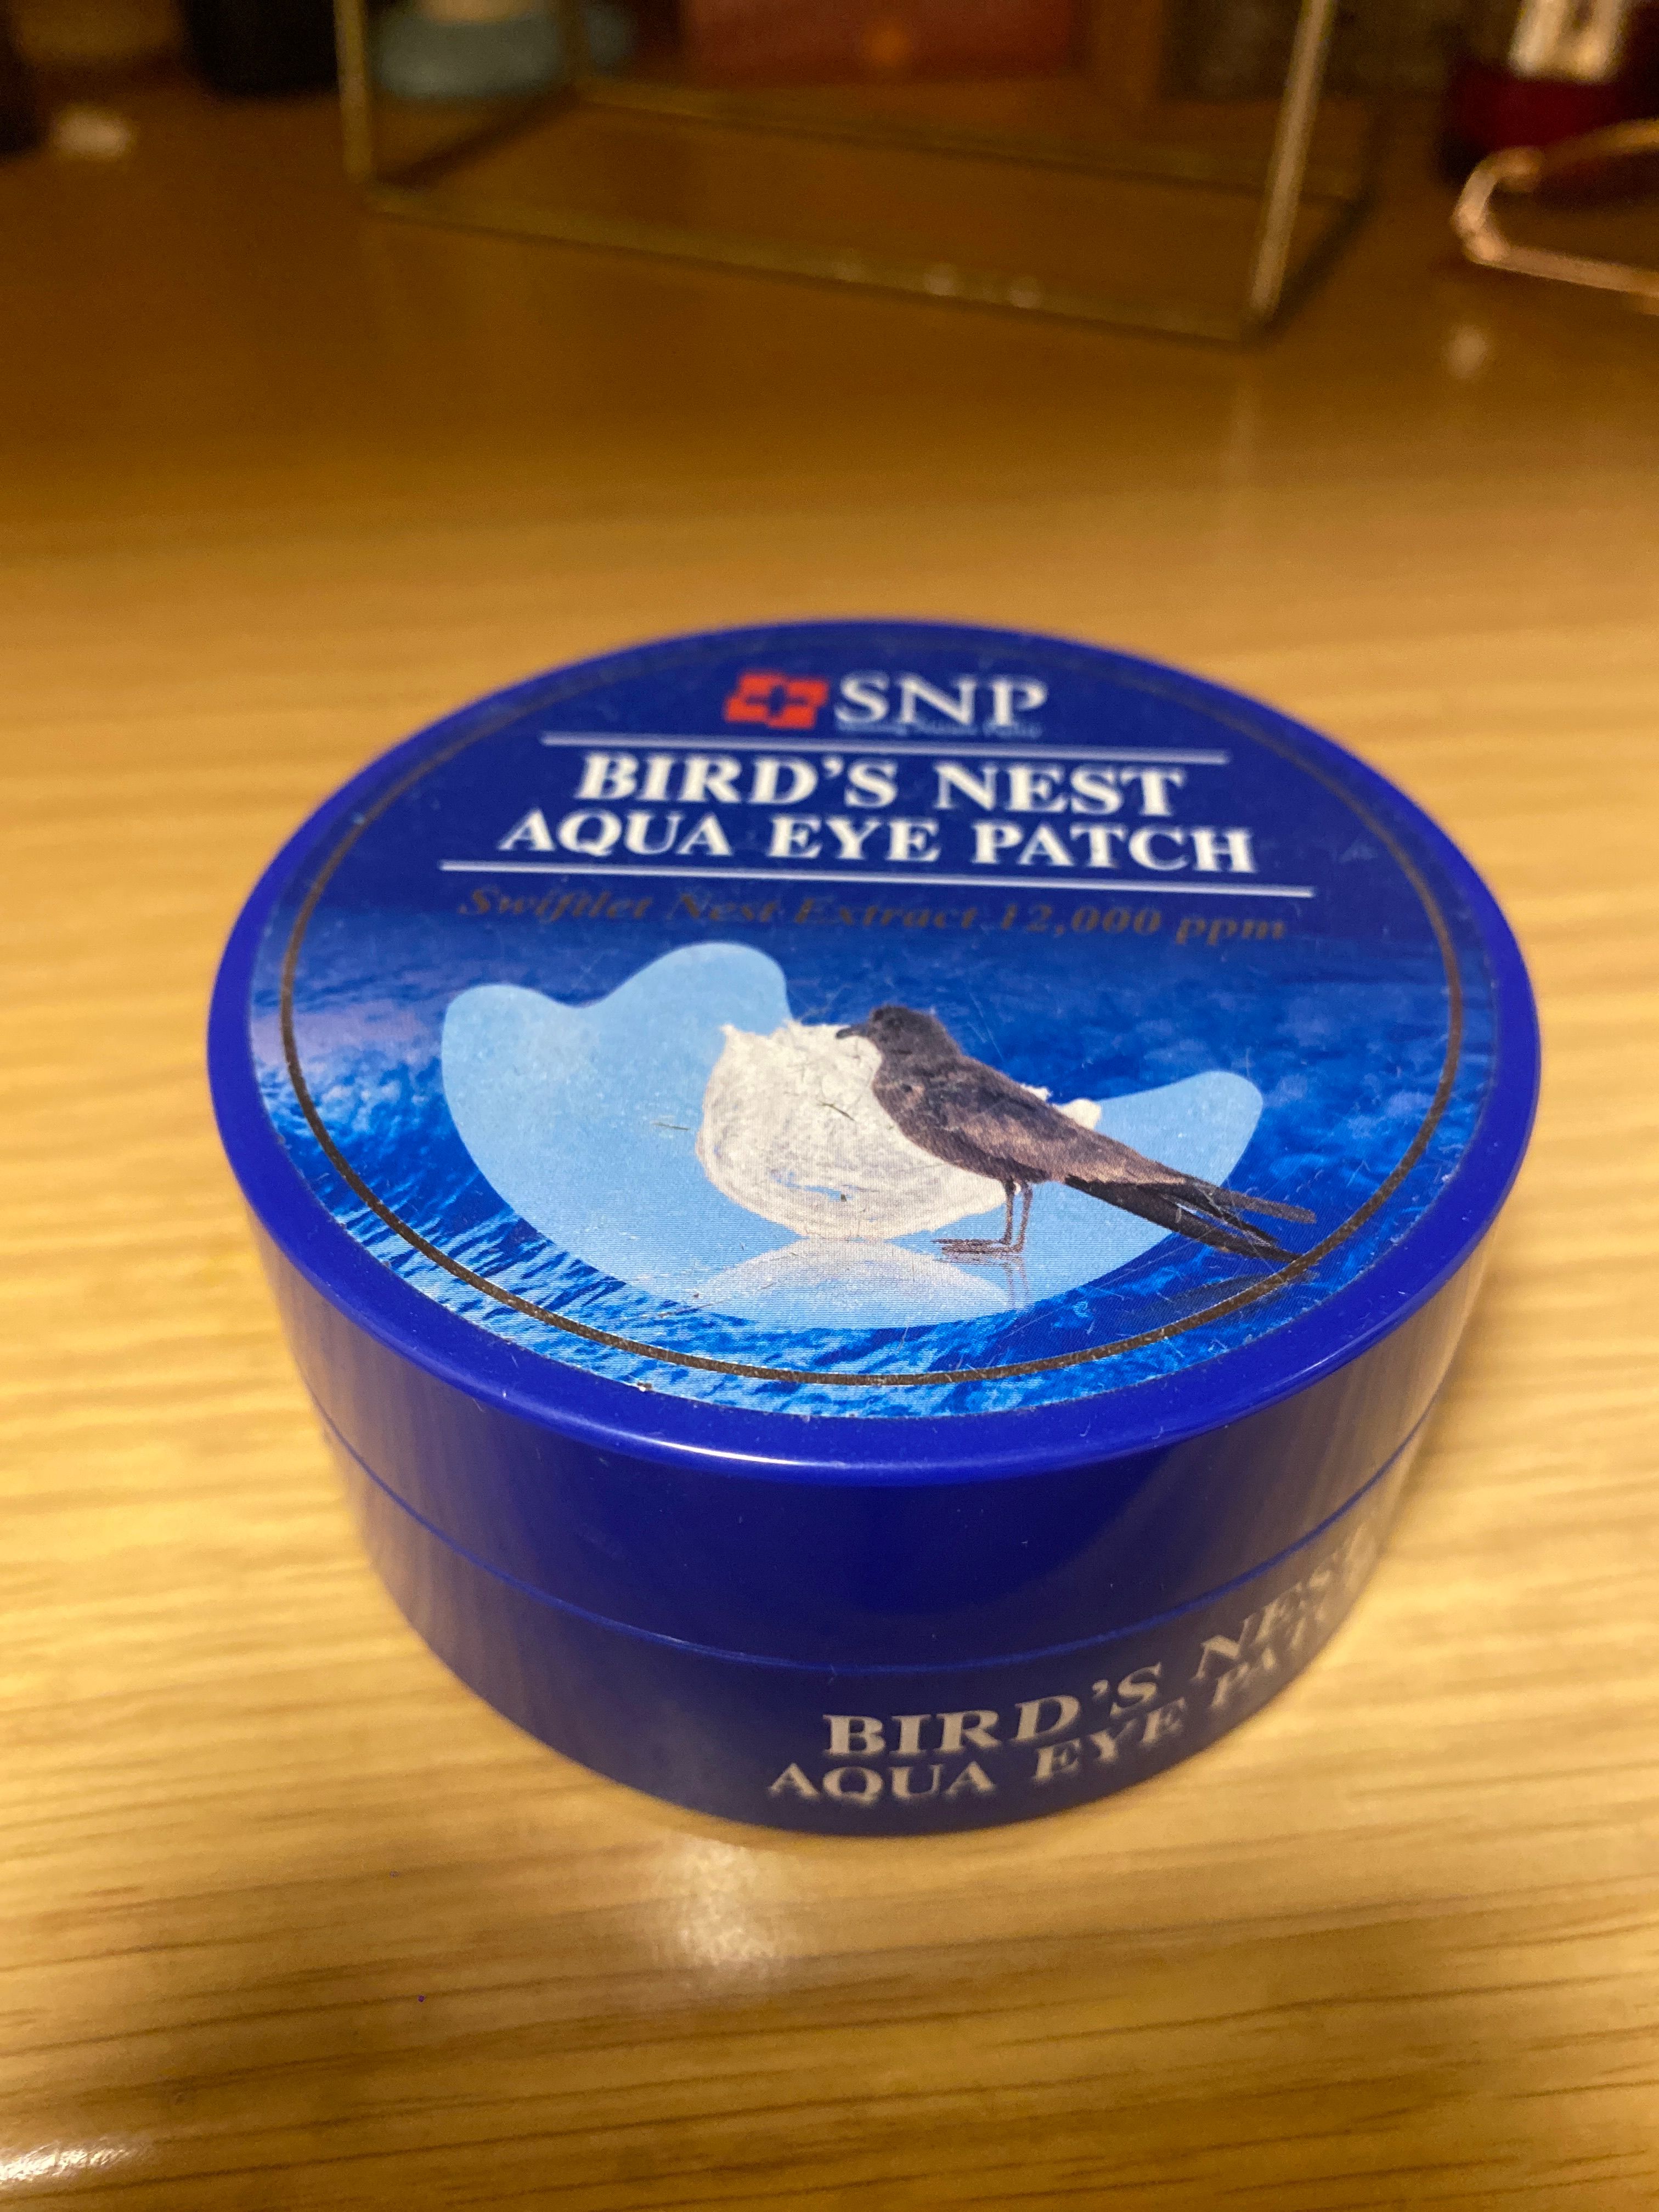 SNP
BIRD'S NEST
AQUA EYE PATCH
Swiftlet Nest Extract 12,000 ppm
BIRD'S NEST
AQUA EYE